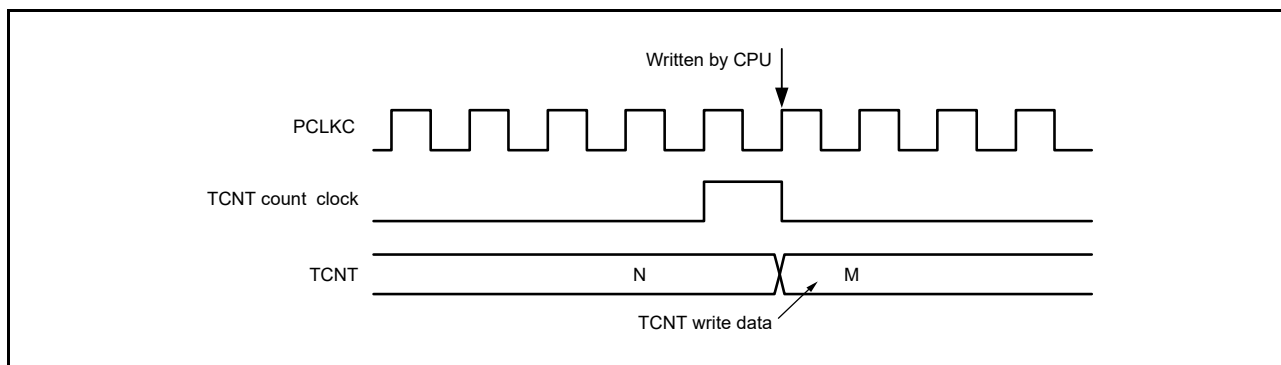 Written by CPU
PCLKC
TCNT count clock
TCNT
N
M
TCNT write data